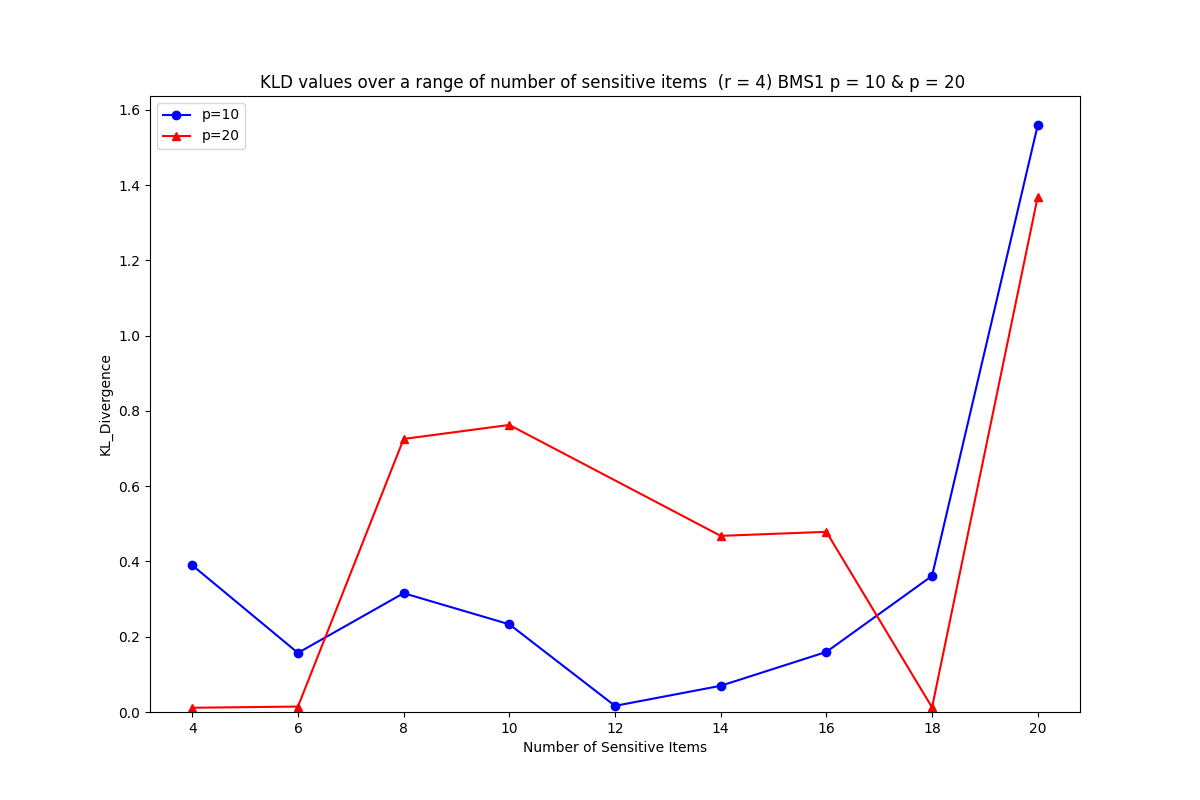 KLD values over a range of number of sensitive items  (r = 4) BMS1 p = 10 & p = 20
p=10
p=20
1.6
1.4
1.2
1.0
0.8
0.6
0.4
0.2
0.0
KL_Divergence
4 6 8 10 12 14 16 18 20
Number of Sensitive Items